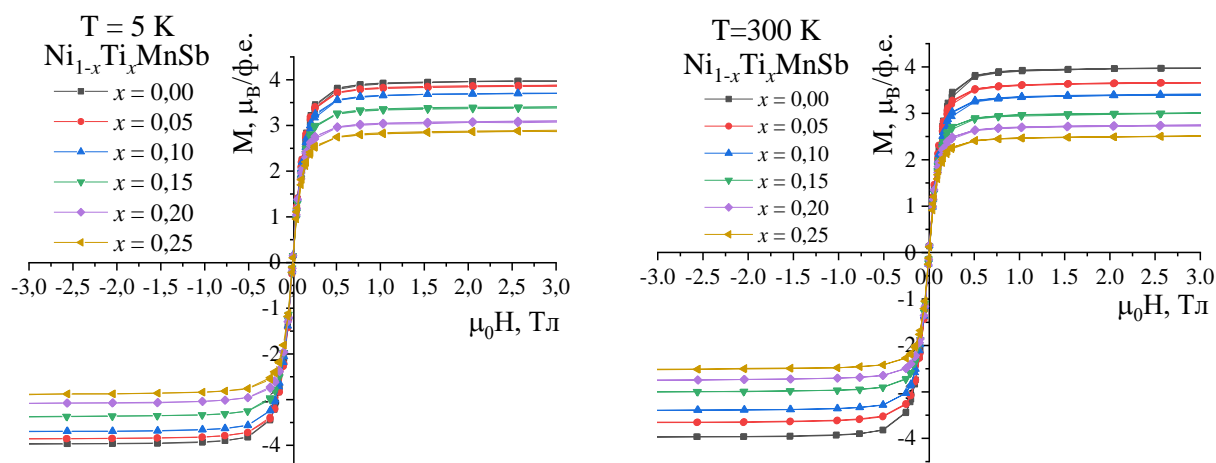 T = 5 K
Ni1-xTixMnSb
x = 0,00
x = 0,05
x = 0,10
x = 0,15
x = 0,20
x = 0,25
M, μB/ф.е.
4
3
2
1
0
-3,0 -2,5 -2,0 -1,5 -1,0 -0,5 0,0 0,5 1,0 1,5 2,0 2,5 3,0
μ0H, Тл
-1
-2
-4
T=300 K
Ni1-xTixMnSb
x = 0,00
x = 0,05
x = 0,10
x = 0,15
x = 0,20
x = 0,25
M, μB/ф.е.
4
3
2
1
0
-3.0 -2.5 -2.0 -1.5 -1.0 -0.5 0.0 0.5 1.0 1.5 2.0 2.5 3.0
μ0H, Тл
-1
-2
-4